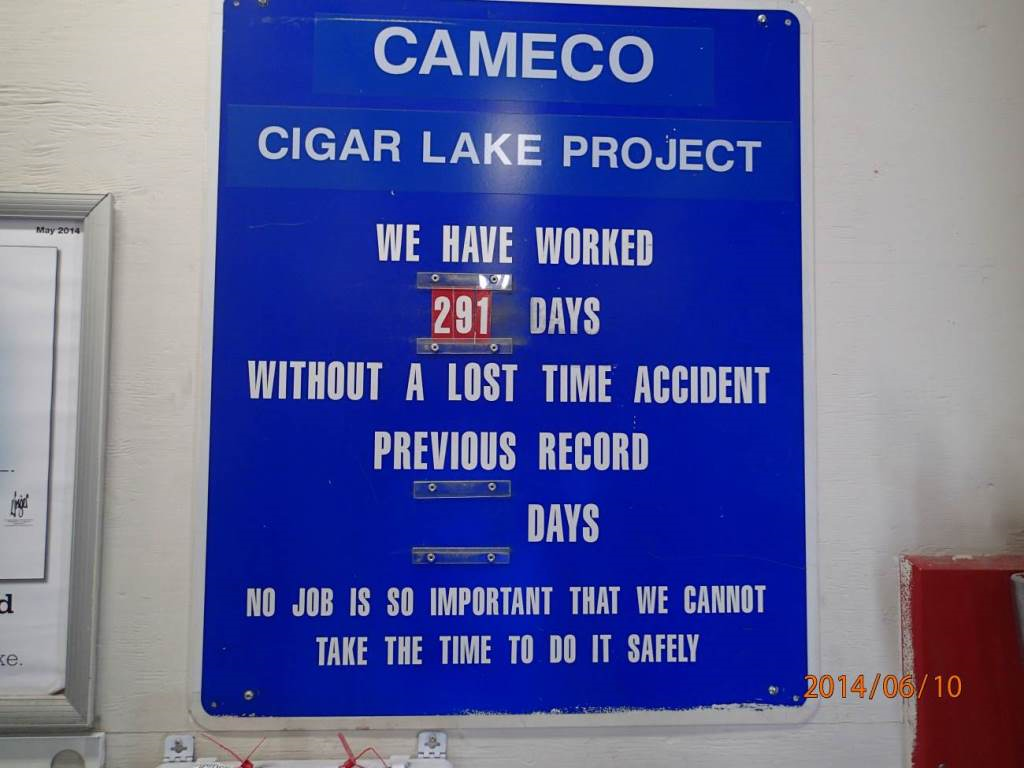 CAMECO
CIGAR LAKE PROJECT
May 2014
WE HAVE WORKED
291 DAYS
WITHOUT A LOST TIME ACCIDENT
PREVIOUS RECORD
DAYS
NO JOB IS SO IMPORTANT THAT WE CANNOT
TAKE THE TIME TO DO IT SAFELY
d
ke.
2014/06/10